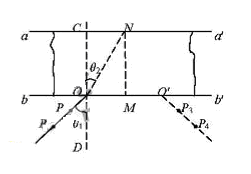 a C N a'
θ₂
b O M O' b'
P θ₁ P₃
P P₄
D